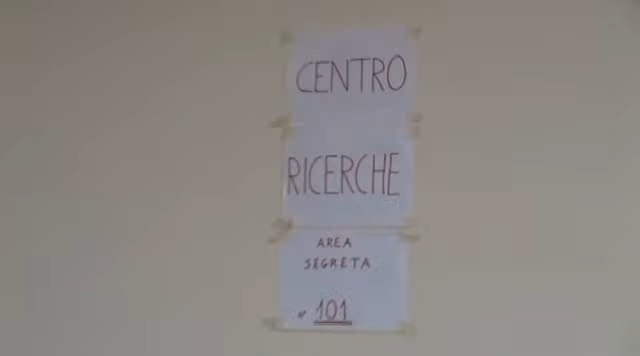 CENTRO
RICERCHE
AREA
SEGRETA
n° 101